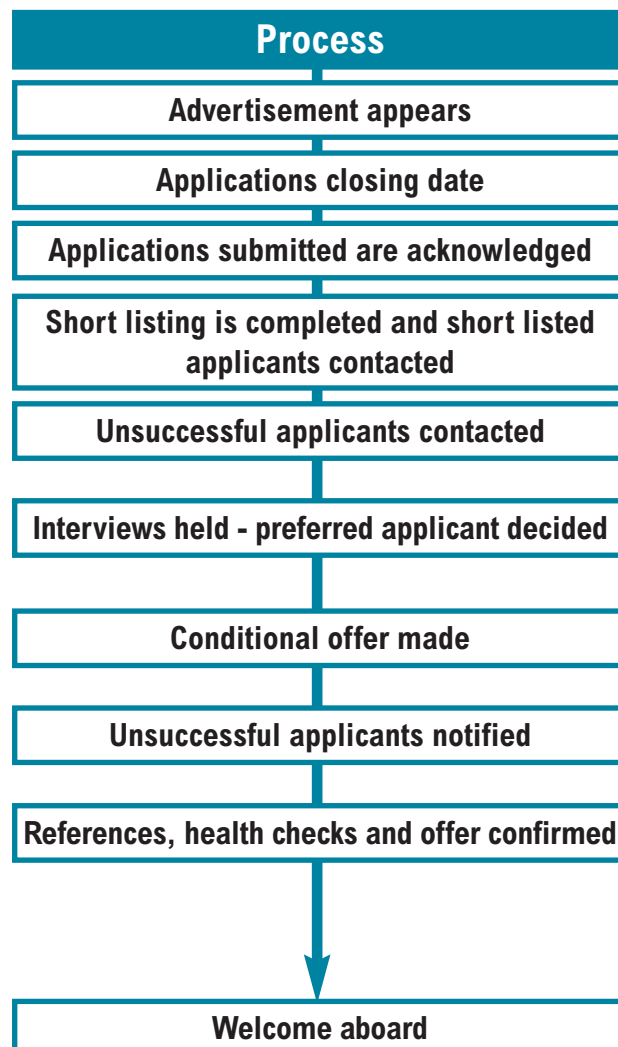 Process
Advertisement appears
Applications closing date
Applications submitted are acknowledged
Short listing is completed and short listed
applicants contacted
Unsuccessful applicants contacted
Interviews held - preferred applicant decided
Conditional offer made
Unsuccessful applicants notified
References, health checks and offer confirmed
Welcome aboard